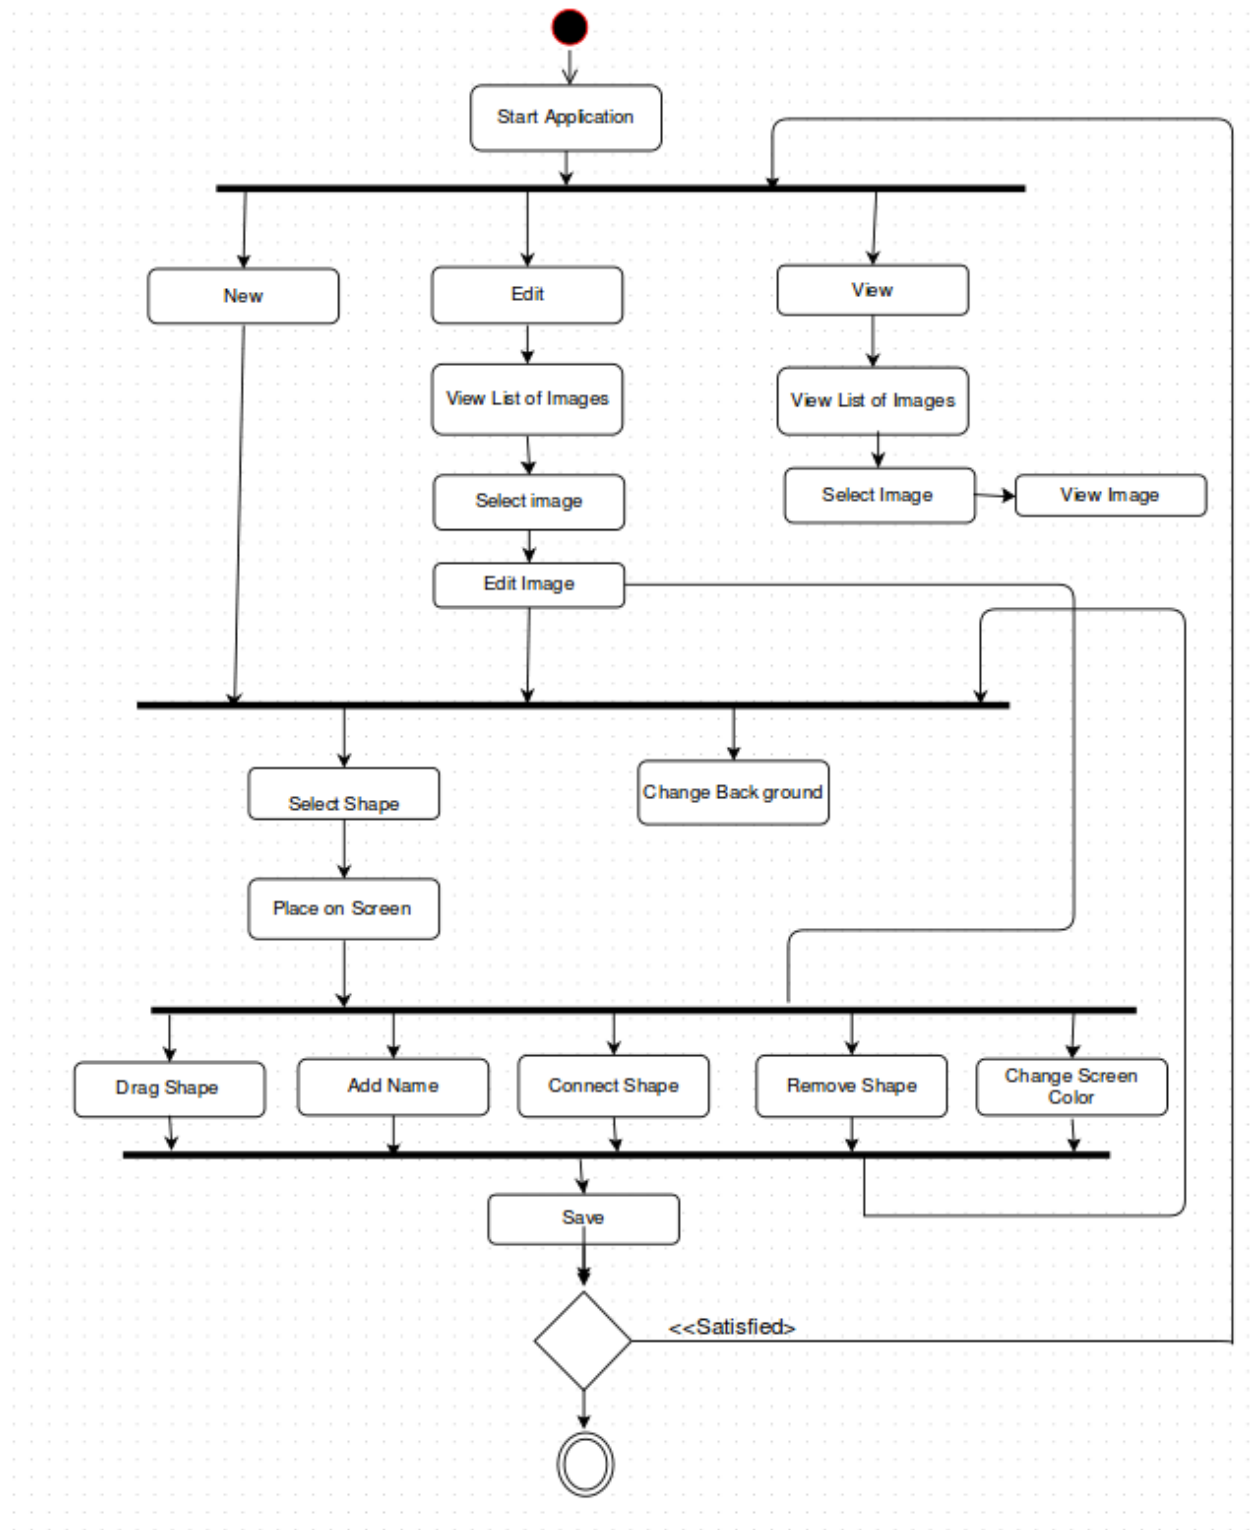 Start Application
New
Edit
View
View List of Images
View List of Images
Select image
Select Image
View Image
Edit Image
Select Shape
Change Back ground
Place on Screen
Drag Shape
Add Name
Connect Shape
Remove Shape
Change Screen
Color
Save
<<Satisfied>